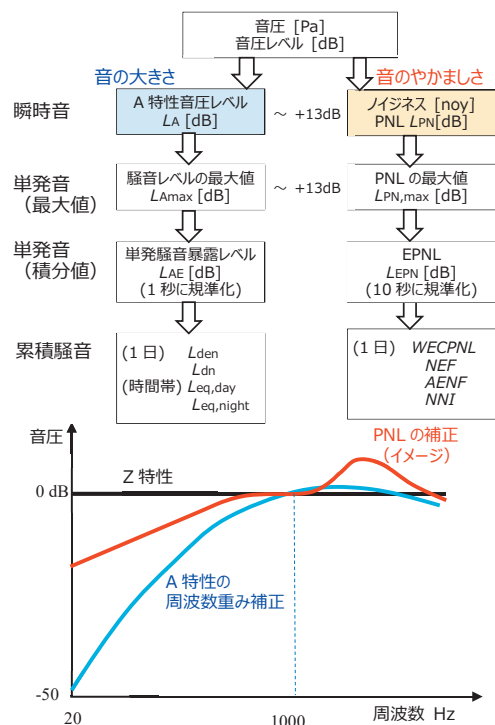 音圧 [Pa]
音圧レベル [dB]
音の大きさ
音のやかましさ
瞬時音
A 特性音圧レベル
LA [dB]
～ +13dB
ノイジネス [noy]
PNL LPN[dB]
単発音
（最大値）
騒音レベルの最大値
LAmax [dB]
～ +13dB
PNL の最大値
LPN,max [dB]
単発音
（積分値）
単発騒音暴露レベル
LAE [dB]
(1 秒に規準化)
EPNL
LEPN [dB]
(10 秒に規準化)
累積騒音
(1 日) Lden
Ldn
(時間帯) Leq,day
Leq,night
(1 日) WECPNL
NEF
AENF
NNI
音圧
PNL の補正
（イメージ）
Z 特性
0 dB
A 特性の
周波数重み補正
-50
20
1000
周波数 Hz